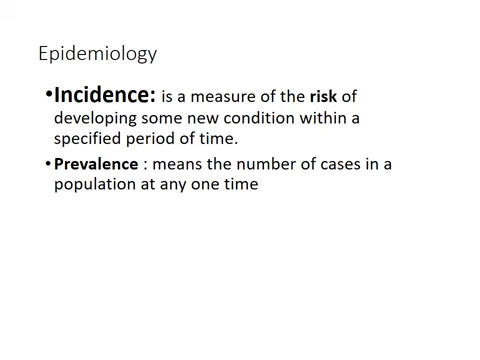 Epidemiology
•Incidence: is a measure of the risk of
developing some new condition within a
specified period of time.
•Prevalence : means the number of cases in a
population at any one time